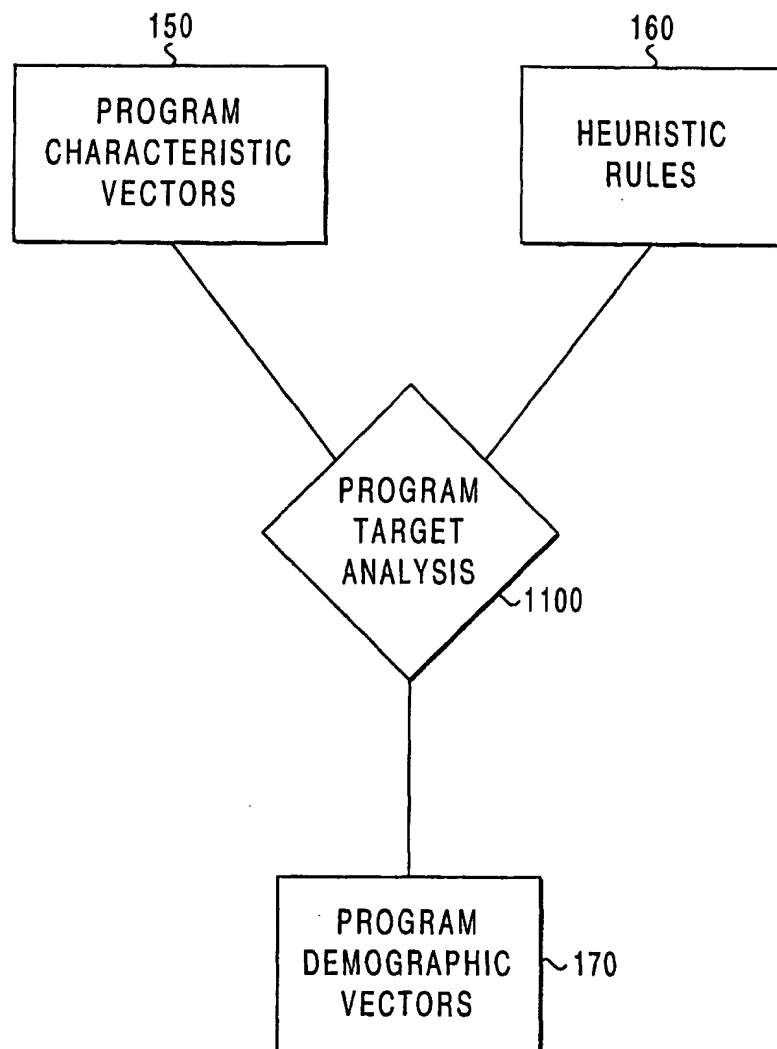 150
PROGRAM
CHARACTERISTIC
VECTORS
160
HEURISTIC
RULES
PROGRAM
TARGET
ANALYSIS
1100
PROGRAM
DEMOGRAPHIC
VECTORS
170